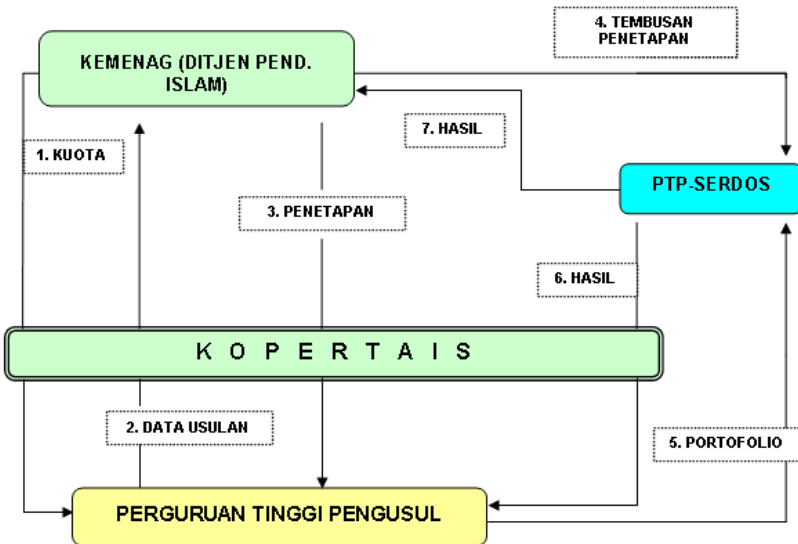 4. TEMBUSAN
PENETAPAN
KEMENAG (DITJEN PEND.
ISLAM)
7. HASIL
1. KUOTA
PTP-SERDOS
3. PENETAPAN
6. HASIL
K O P E R T A I S
2. DATA USULAN
5. PORTOFOLIO
PERGURUAN TINGGI PENGUSUL